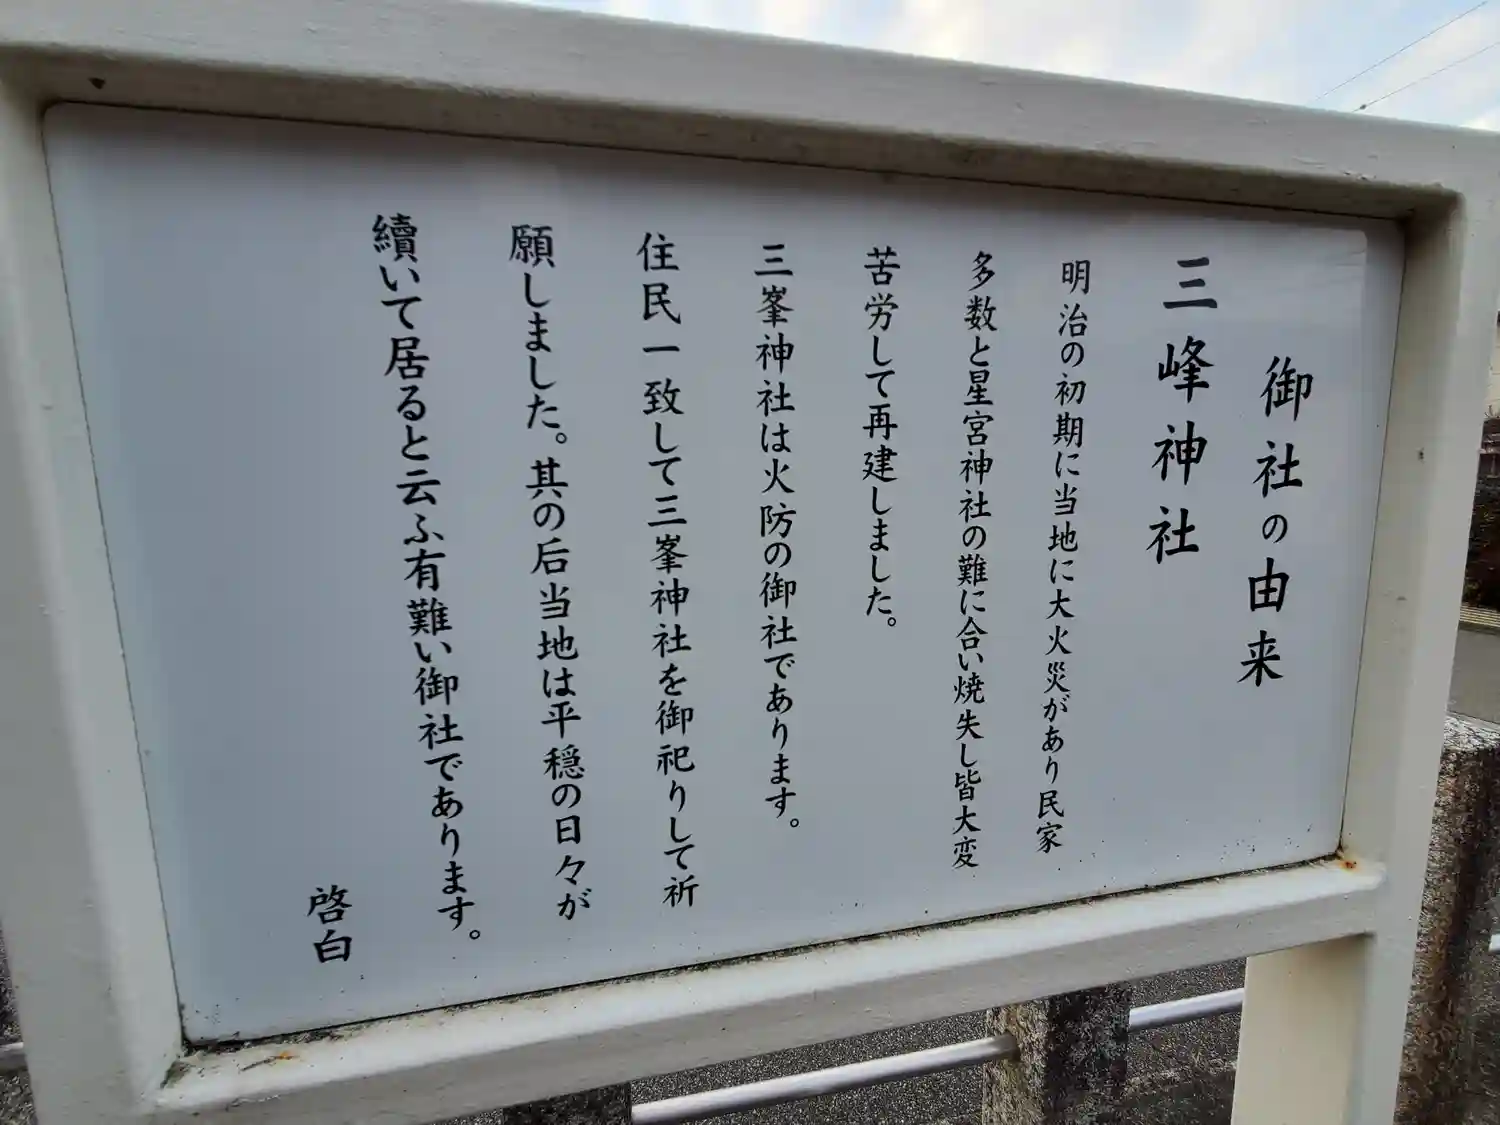 御社の由来
三峰神社
明治の初期に当地に大火災があり民家
多数と星宮神社の難に合い焼失し皆大変
苦労して再建しました。
三峯神社は火防の御社であります。
住民一致して三峯神社を御祀りして祈
願しました。其の后当地は平穏の日々が
續いて居ると云ふ有難い御社であります。
啓白